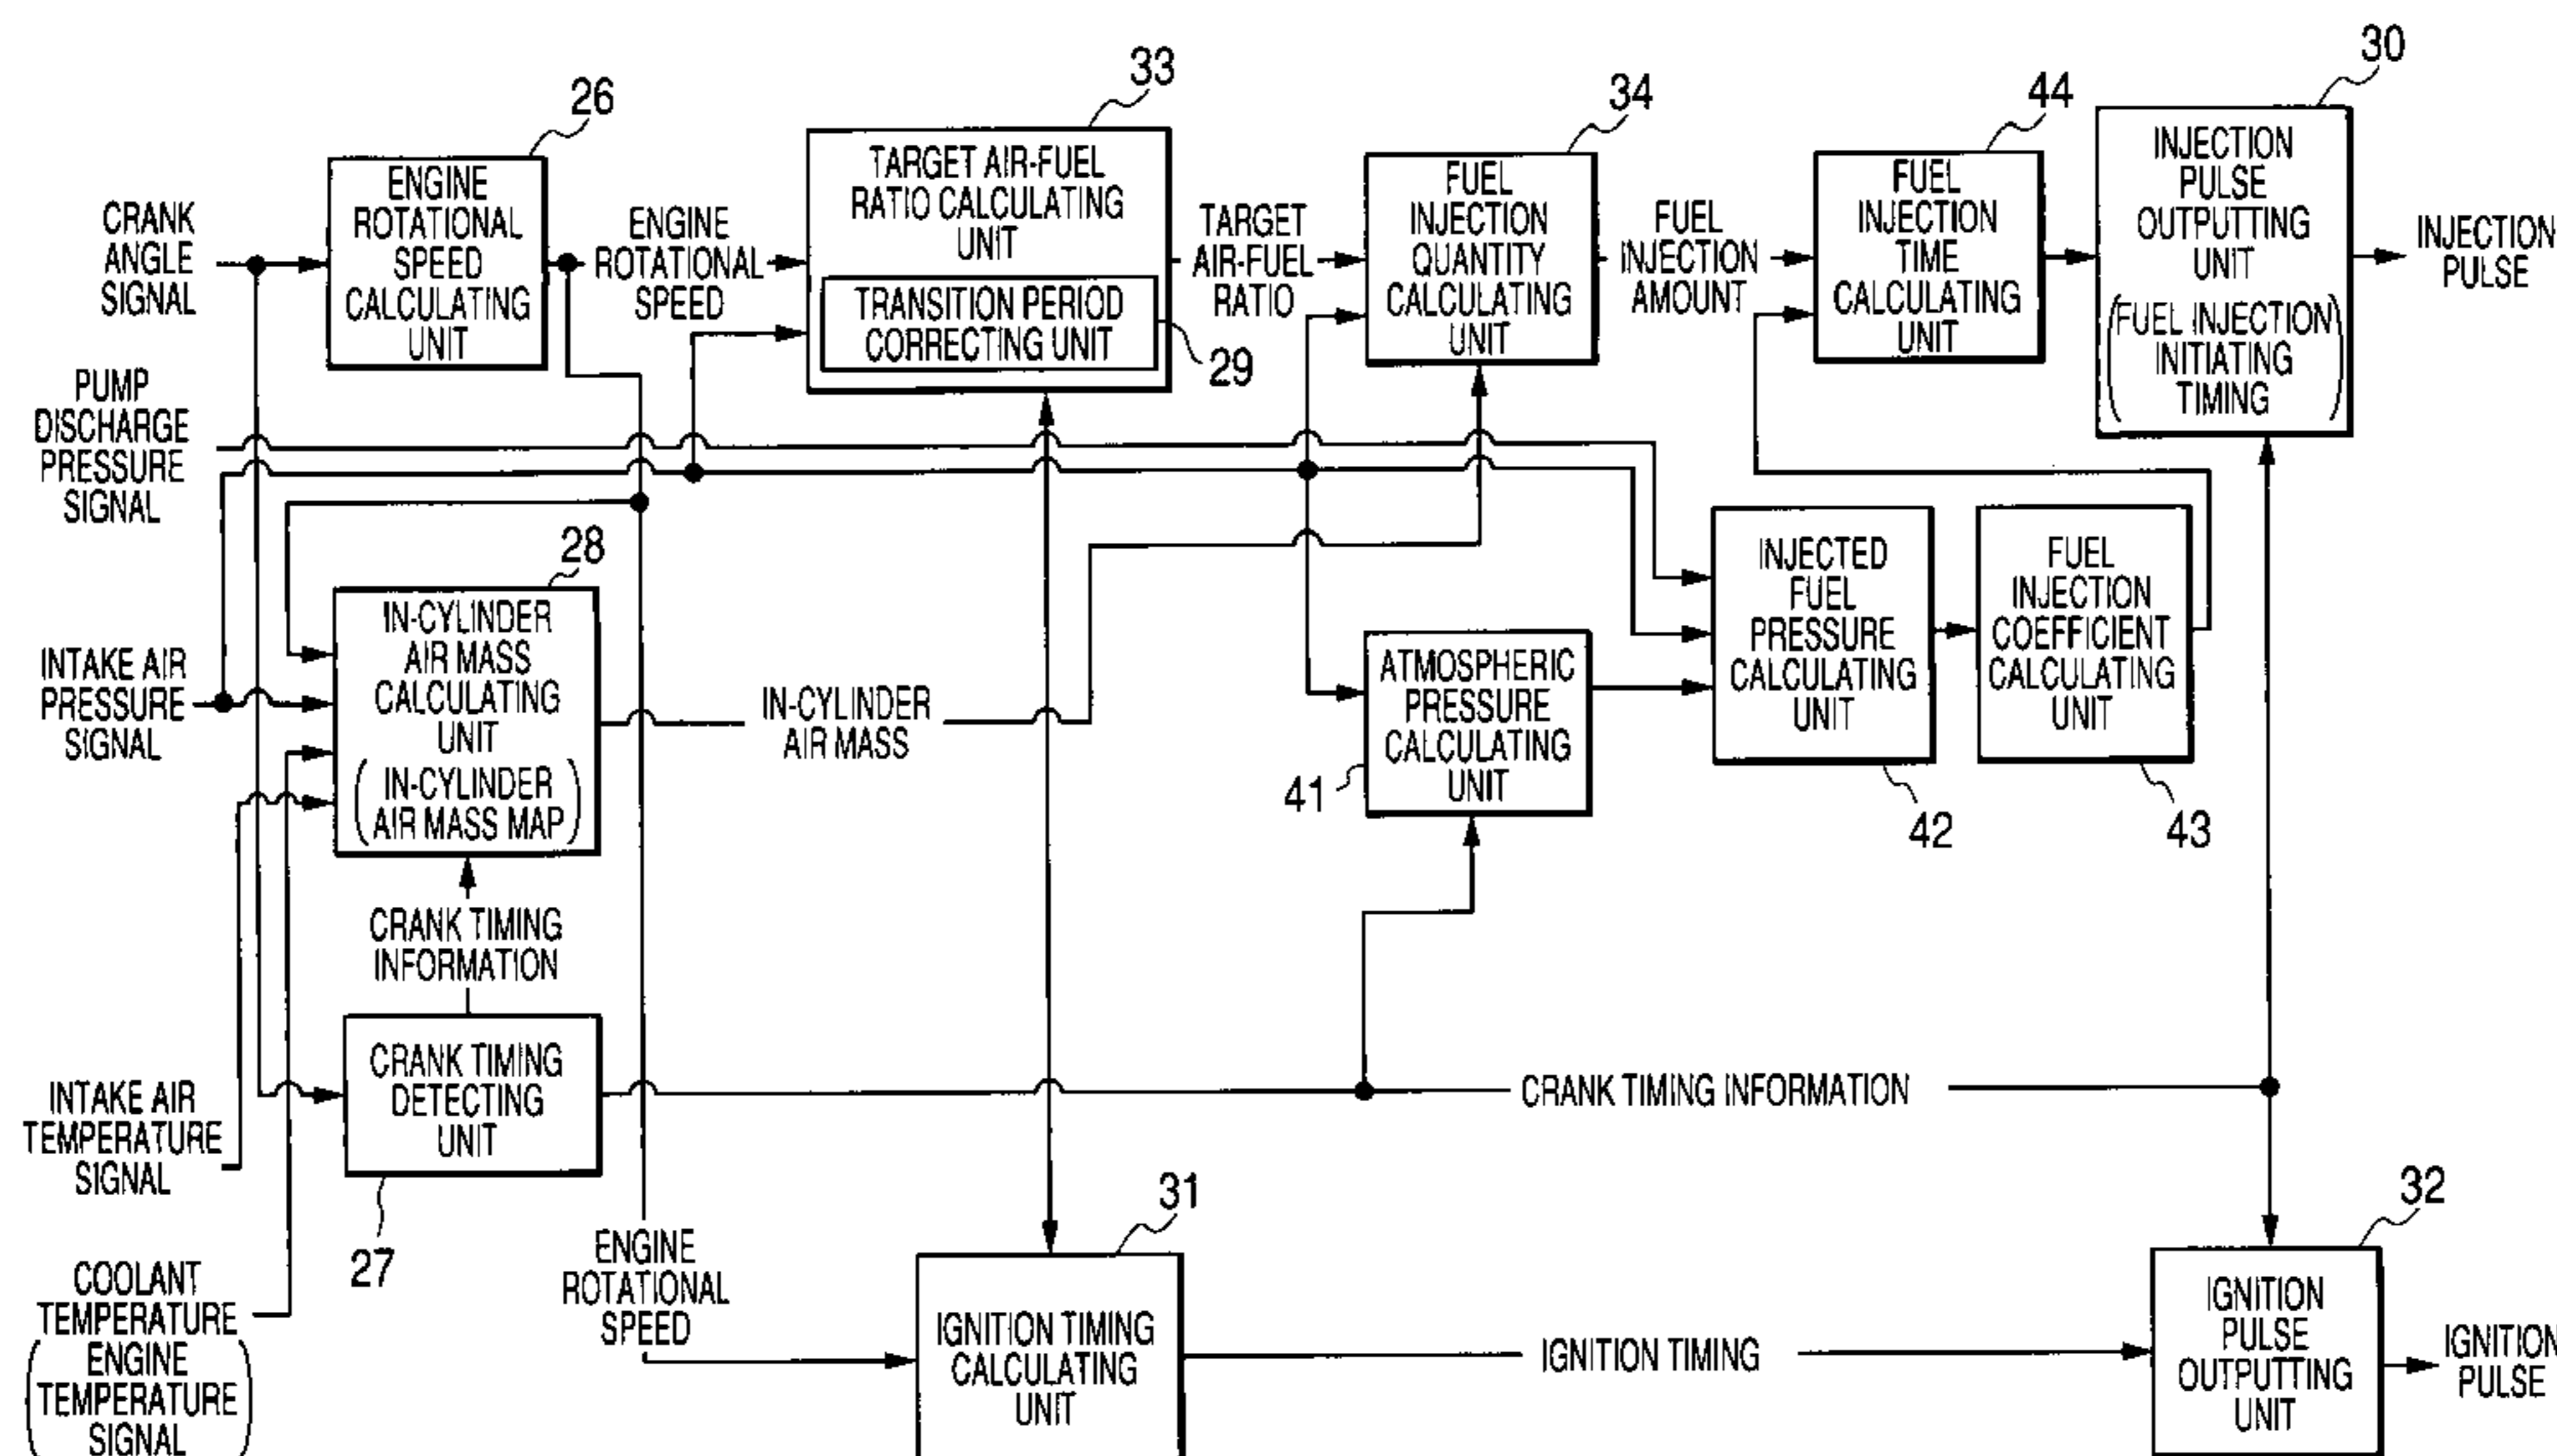 30
33
44
26
34
INJECTION
PULSE
OUTPUTTING
UNIT
(FUEL INJECTION
INITIATING
TIMING)
TARGET AIR-FUEL
RATIO CALCULATING
UNIT
FUEL
INJECTION
QUANTITY
CALCULATING
UNIT
FUEL
INJECTION
TIME
CALCULATING
UNIT
ENGINE
ROTATIONAL
SPEED
CALCULATING
UNIT
CRANK
ANGLE
SIGNAL
ENGINE
ROTATIONAL
SPEED
TARGET
AIR-FUEL
RATIO
FUEL
INJECTION
AMOUNT
INJECTION
PULSE
TRANSITION PERIOD
CORRECTING UNIT
29
PUMP
DISCHARGE
PRESSURE
SIGNAL
28
IN-CYLINDER
AIR MASS
CALCULATING
UNIT
(IN-CYLINDER
AIR MASS MAP)
INTAKE AIR
PRESSURE
SIGNAL
IN-CYLINDER
AIR MASS
ATMOSPHERIC
PRESSURE
CALCULATING
UNIT
41
INJECTED
FUEL
PRESSURE
CALCULATING
UNIT
42
FUEL
INJECTION
COEFFICIENT
CALCULATING
UNIT
43
CRANK TIMING
INFORMATION
CRANK TIMING
DETECTING
UNIT
27
CRANK TIMING INFORMATION
INTAKE AIR
TEMPERATURE
SIGNAL
COOLANT
TEMPERATURE
(ENGINE
TEMPERATURE
SIGNAL)
ENGINE
ROTATIONAL
SPEED
31
IGNITION TIMING
CALCULATING
UNIT
IGNITION TIMING
32
IGNITION
PULSE
OUTPUTTING
UNIT
IGNITION
PULSE